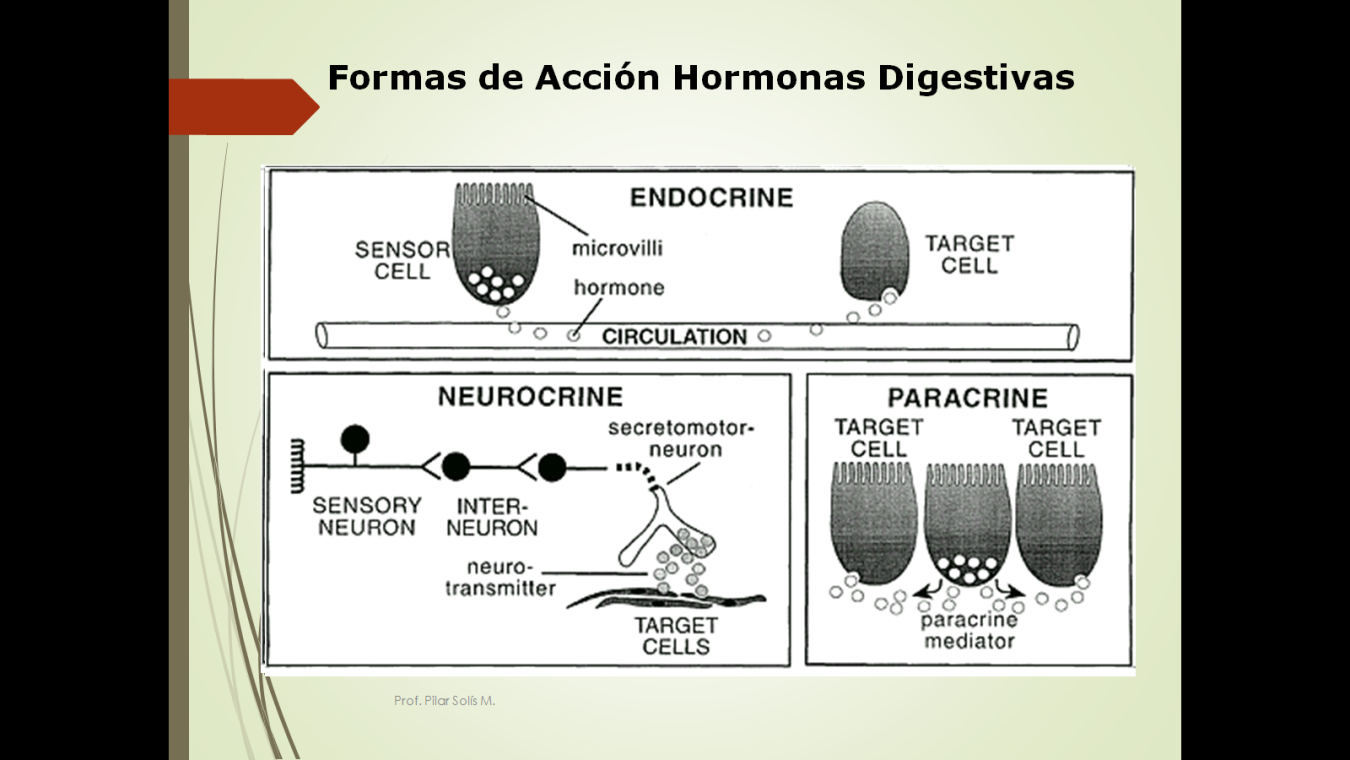 Formas de Acción Hormonas Digestivas
ENDOCRINE
SENSOR
CELL
microvilli
hormone
TARGET
CELL
CIRCULATION
NEUROCRINE
secretomotor-
neuron
SENSORY
NEURON
INTER-
NEURON
neuro-
transmitter
TARGET
CELLS
PARACRINE
TARGET
CELL
TARGET
CELL
paracrine
mediator
Prof. Pilar Solís M.